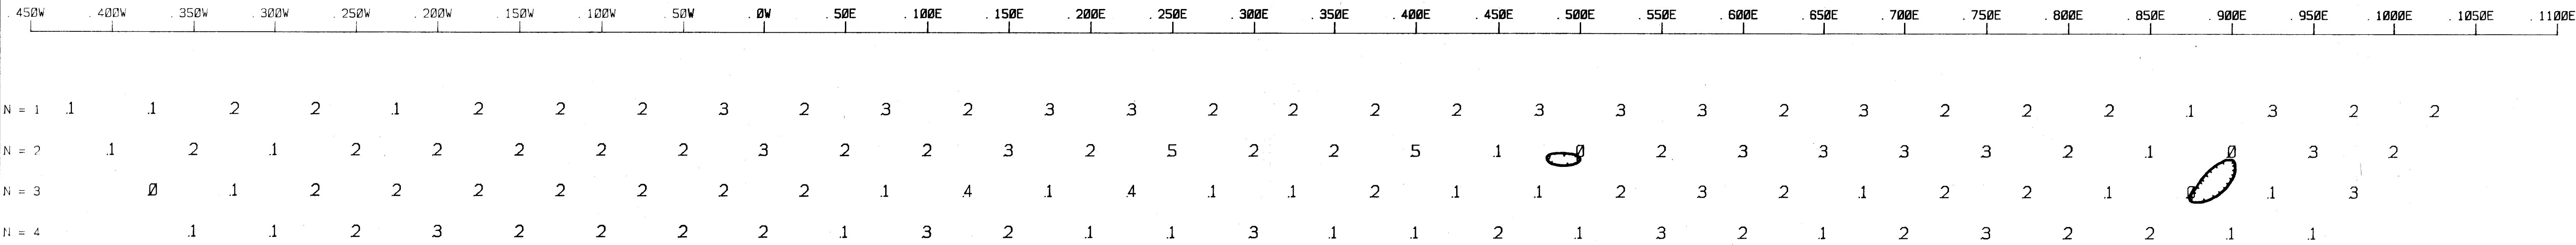 . 450W . 400W . 350W . 300W . 250W . 200W . 150W . 100W . 50W . 0W . 50E . 100E . 150E . 200E . 250E . 300E . 350E . 400E . 450E . 500E . 550E . 600E . 650E . 700E . 750E . 800E . 850E . 900E . 950E . 1000E . 1050E . 1100E
N = 1 .1 .1 2 2 .1 2 2 2 3 2 3 2 3 3 2 2 2 2 3 3 3 2 3 2 2 2 .1 3 2 2
N = 2 .1 2 .1 2 2 2 2 2 3 2 2 3 2 5 2 2 5 .1 0 2 3 3 3 3 2 .1 0 3 2
N = 3 0 .1 2 2 2 2 2 2 2 .1 .4 .1 .4 .1 .1 2 .1 .1 2 3 2 .1 2 2 .1 0 .1 3
N = 4 .1 .1 2 3 2 2 2 2 .1 3 2 .1 .1 3 .1 .1 2 .1 3 2 .1 2 3 2 2 .1 .1